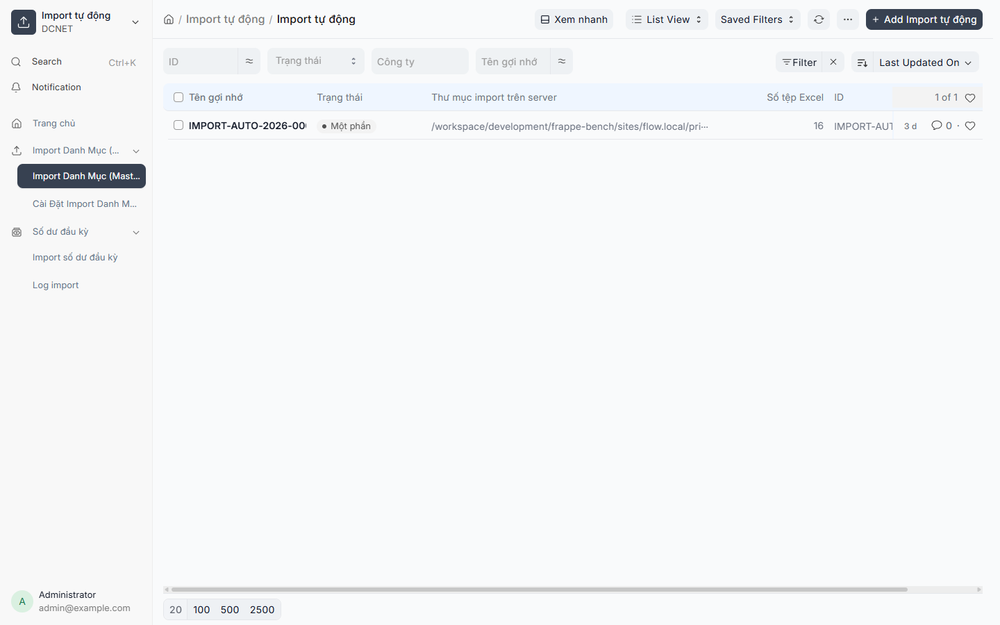 Import tự động
DCNET
Search Ctrl+K
Notification
Trang chủ
Import Danh Mục (...
Import Danh Mục (Mast...
Cài Đặt Import Danh M...
Số dư đầu kỳ
Import số dư đầu kỳ
Log import
Administrator
A
admin@example.com
/ Import tự động / Import tự động
Xem nhanh
List View
Saved Filters
+ Add Import tự động
ID
Trạng thái
Công ty
Tên gợi nhớ
Filter
Last Updated On
Tên gợi nhớ Trạng thái Thư mục import trên server Số tệp Excel ID 1 of 1
IMPORT-AUTO-2026-00 Một phần /workspace/development/frappe-bench/sites/flow.local/pri··· 16 IMPORT-AUT 3 d 0 ·
20 100 500 2500